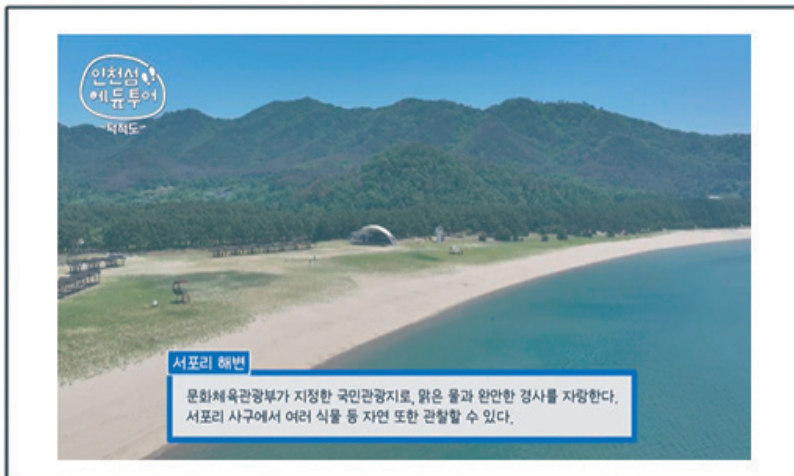 인천섬
에듀투어
-덕적도-
서포리 해변
문화체육관광부가 지정한 국민관광지로, 맑은 물과 완만한 경사를 자랑한다.
서포리 사구에서 여러 식물 등 자연 또한 관찰할 수 있다.